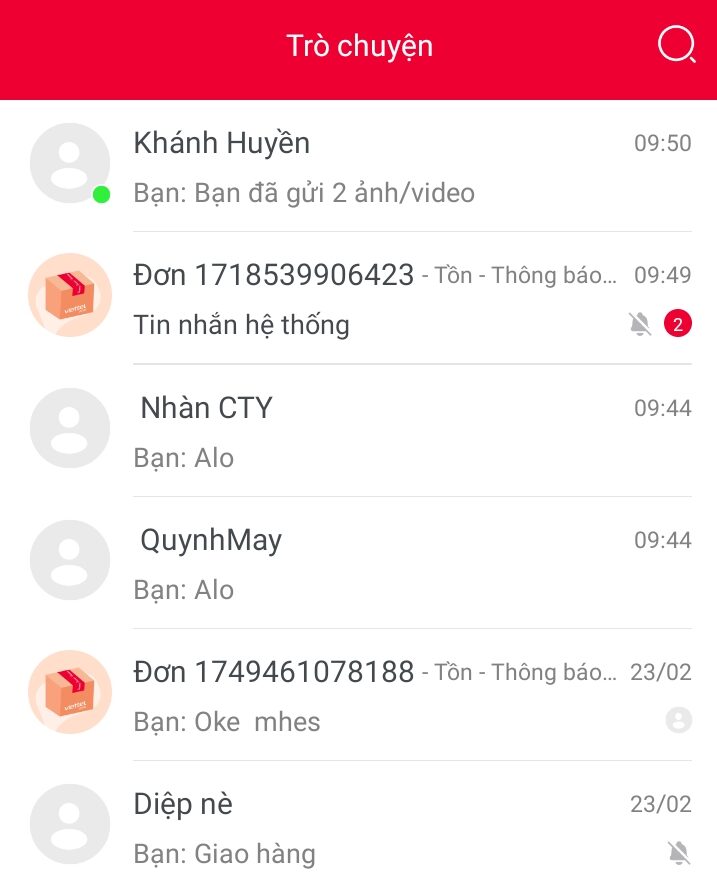 Trò chuyện
Khánh Huyền 09:50
Bạn: Bạn đã gửi 2 ảnh/video
Đơn 1718539906423 - Tồn - Thông báo... 09:49
Tin nhắn hệ thống 2
Nhàn CTY 09:44
Bạn: Alo
QuynhMay 09:44
Bạn: Alo
Đơn 1749461078188 - Tồn - Thông báo... 23/02
Bạn: Oke  mhes
Diệp nè 23/02
Bạn: Giao hàng